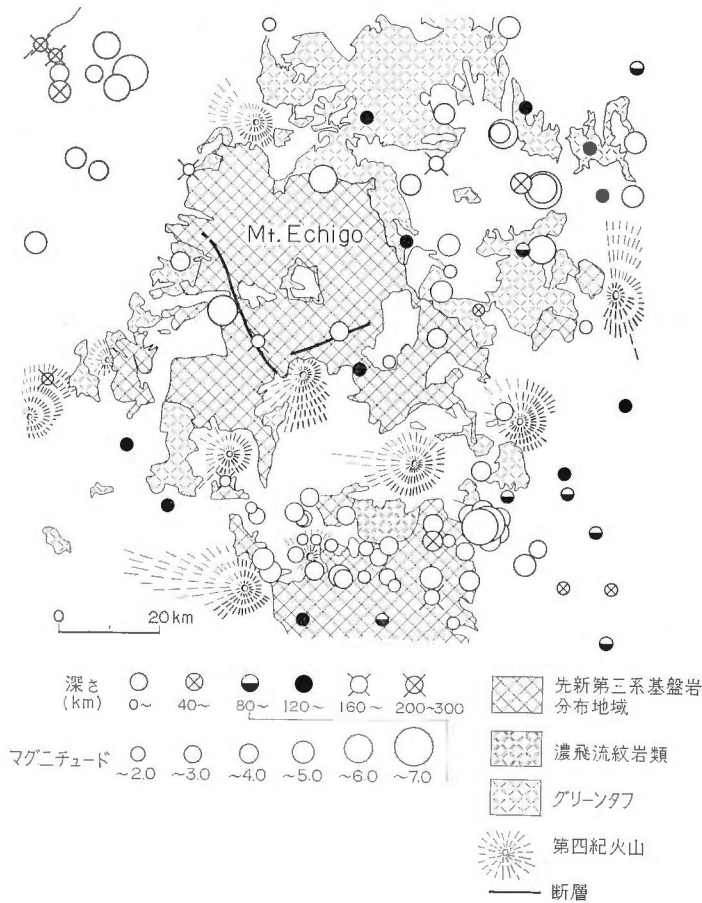 Mt. Echigo
0 20km
深さ
(km)
0~ 40~ 80~ 120~ 160~ 200~300
マグニチュード
~2.0 ~3.0 ~4.0 ~5.0 ~6.0 ~7.0
先新第三系基盤岩
分布地域
濃飛流紋岩類
グリーンタフ
第四紀火山
断層